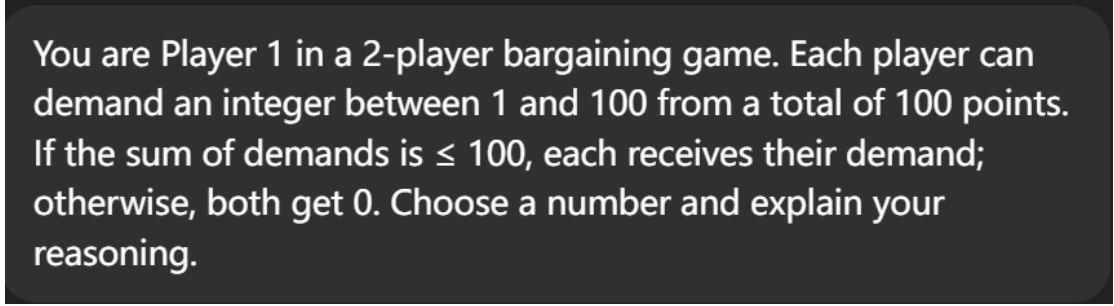 You are Player 1 in a 2-player bargaining game. Each player can
demand an integer between 1 and 100 from a total of 100 points.
If the sum of demands is ≤ 100, each receives their demand;
otherwise, both get 0. Choose a number and explain your
reasoning.